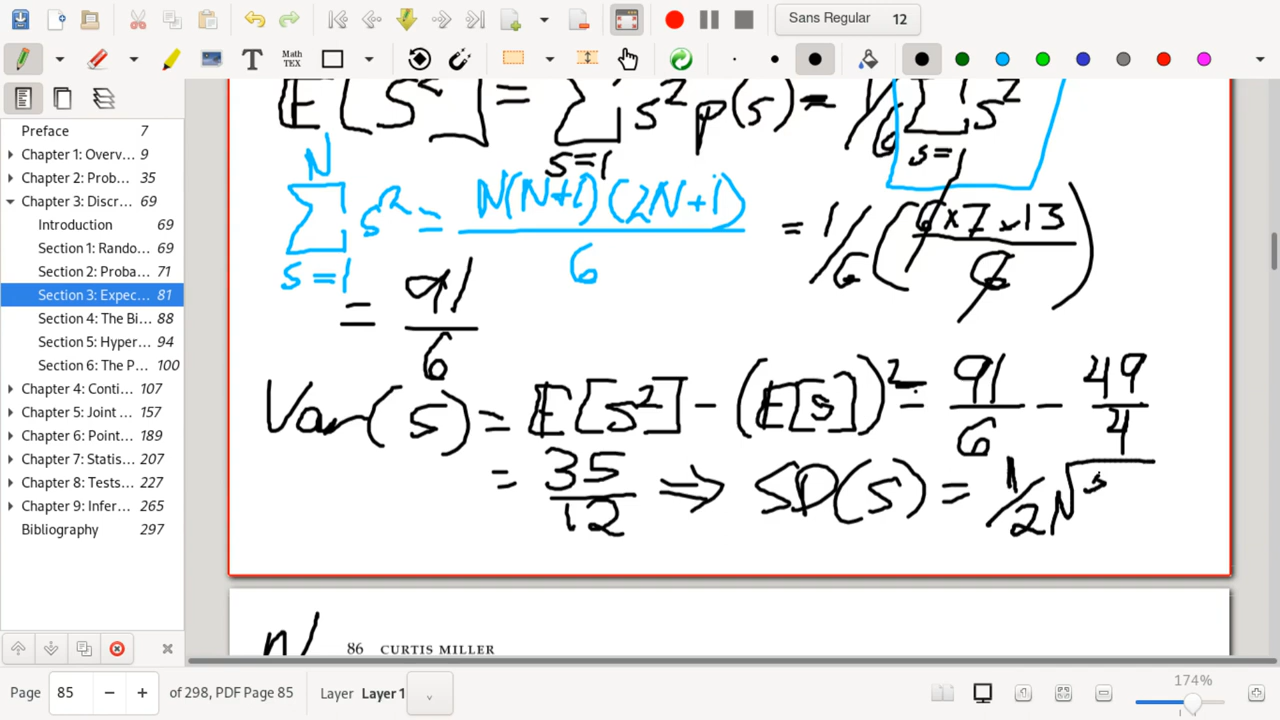 Sans Regular 12
T Math TEX
Preface 7
Chapter 1: Overv... 9
Chapter 2: Prob... 35
Chapter 3: Discr... 69
Introduction 69
Section 1: Rando... 69
Section 2: Proba... 71
Section 3: Expec... 81
Section 4: The Bi... 88
Section 5: Hyper... 94
Section 6: The P... 100
Chapter 4: Conti... 107
Chapter 5: Joint ... 157
Chapter 6: Point... 189
Chapter 7: Statis... 207
Chapter 8: Tests... 227
Chapter 9: Infer... 265
Bibliography 297
E[S²] = ∑_{s=1} s² p(s) = 1/6 ∑_{s=1} s²
∑_{s=1}^{N} s² = N(N+1)(2N+1)/6 = 1/6 (6×7×13/6)
= 91/6
Var(S) = E[S²] - (E[S])² = 91/6 - 49/4
= 35/12 ⇒ SD(S) = 1/2 √
86 CURTIS MILLER
Page 85 of 298, PDF Page 85 Layer Layer 1 174%